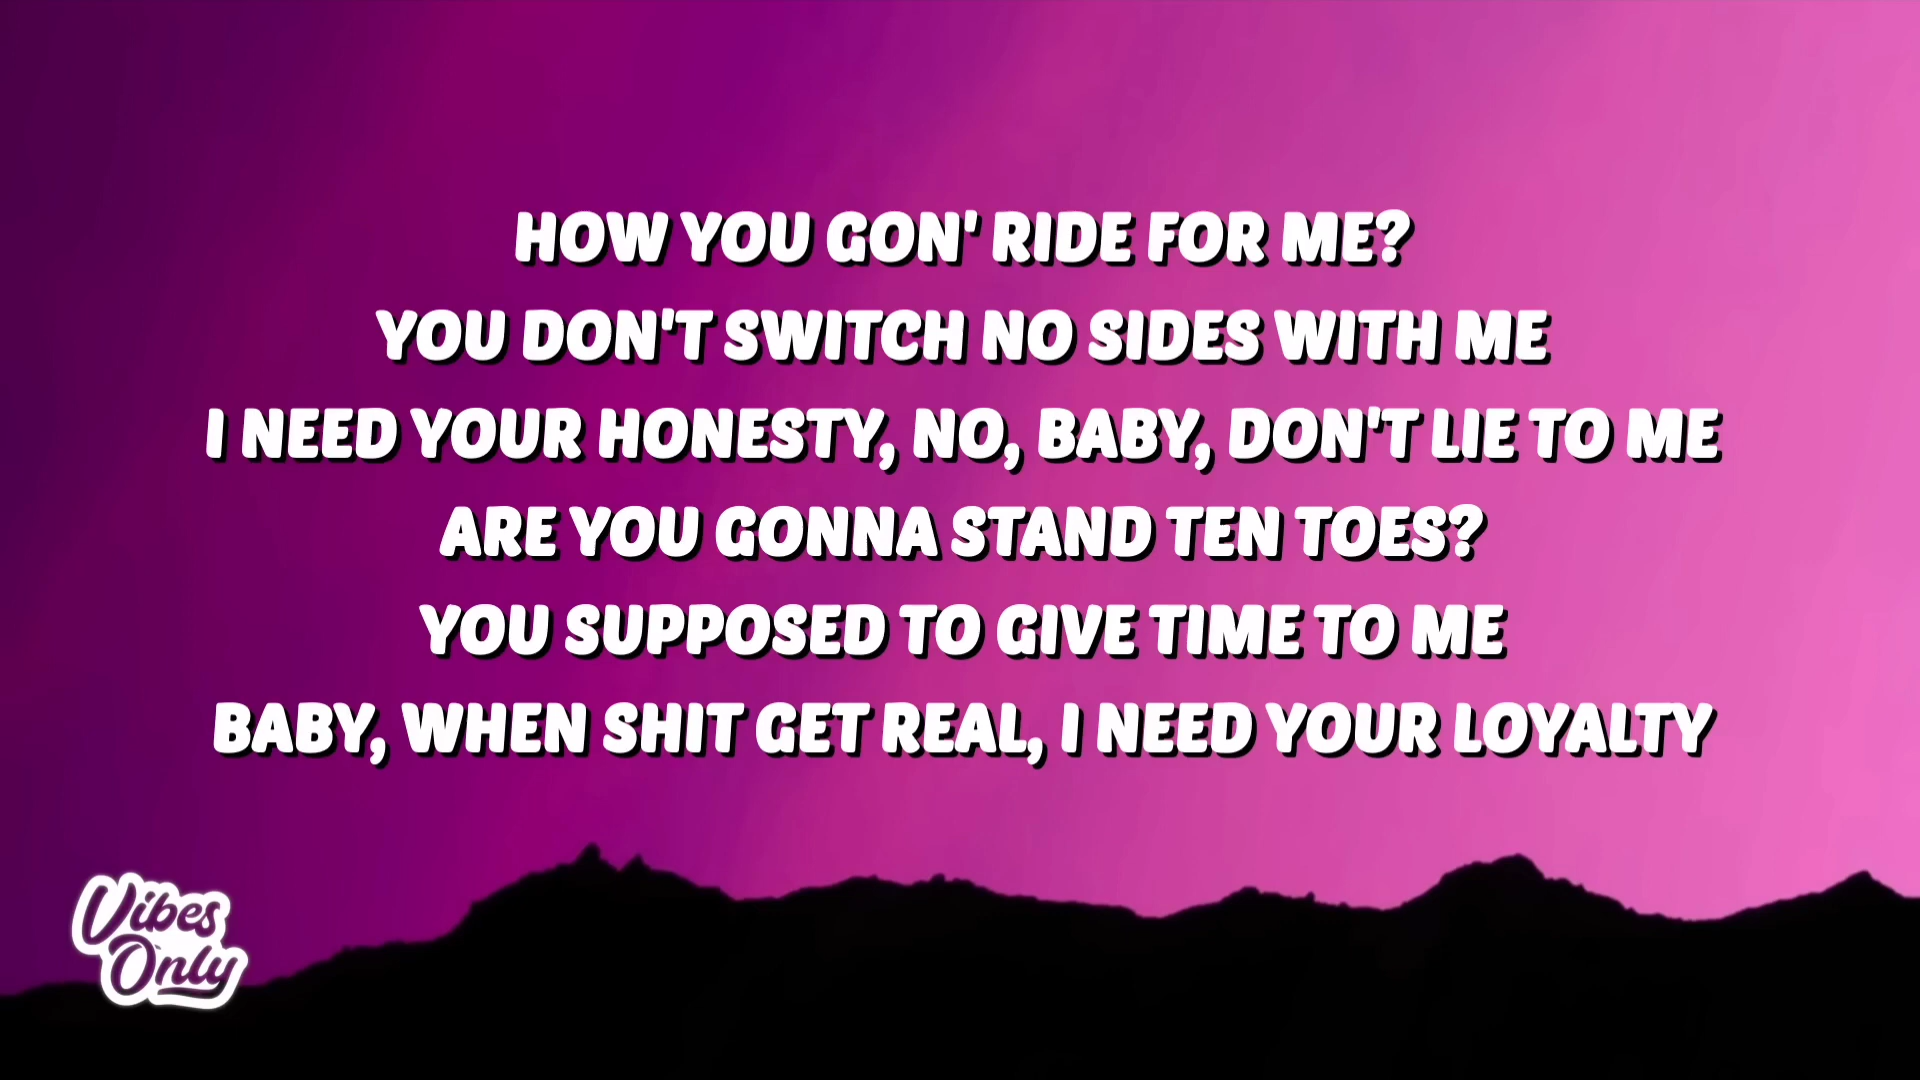 HOW YOU GON' RIDE FOR ME?
YOU DON'T SWITCH NO SIDES WITH ME
I NEED YOUR HONESTY, NO, BABY, DON'T LIE TO ME
ARE YOU GONNA STAND TEN TOES?
YOU SUPPOSED TO GIVE TIME TO ME
BABY, WHEN SHIT GET REAL, I NEED YOUR LOYALTY
Vibes
Only